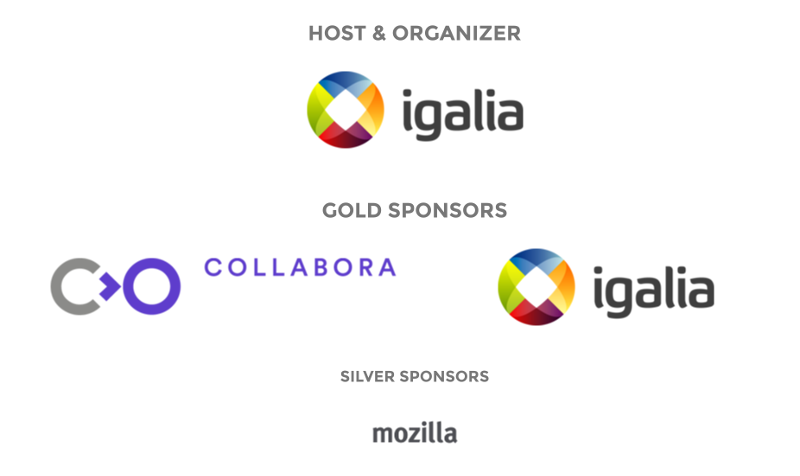 HOST & ORGANIZER
igalia
GOLD SPONSORS
COLLABORA
igalia
SILVER SPONSORS
mozilla